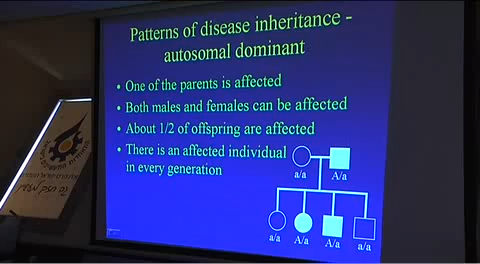 Patterns of disease inheritance -
autosomal dominant
• One of the parents is affected
• Both males and females can be affected
• About 1/2 of offspring are affected
• There is an affected individual
in every generation
a/a A/a
a/a A/a A/a a/a